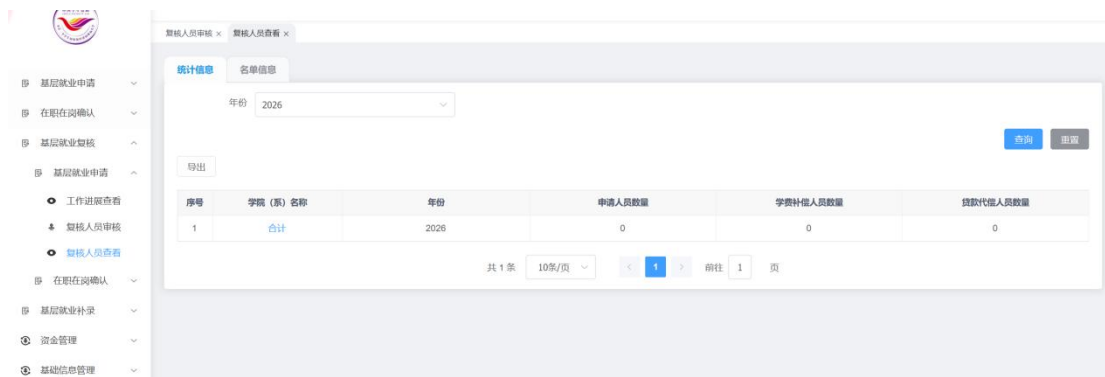 复核人员审核 × 复核人员查看 ×
统计信息 名单信息
基层就业申请
在职在岗确认
基层就业复核
基层就业申请
工作进展查看
复核人员审核
复核人员查看
在职在岗确认
基层就业补录
资金管理
基础信息管理
年份 2026
查询 重置
导出
序号 学院（系）名称 年份 申请人员数量 学费补偿人员数量 贷款代偿人员数量
1 合计 2026 0 0 0
共 1 条 10条/页 < 1 > 前往 1 页